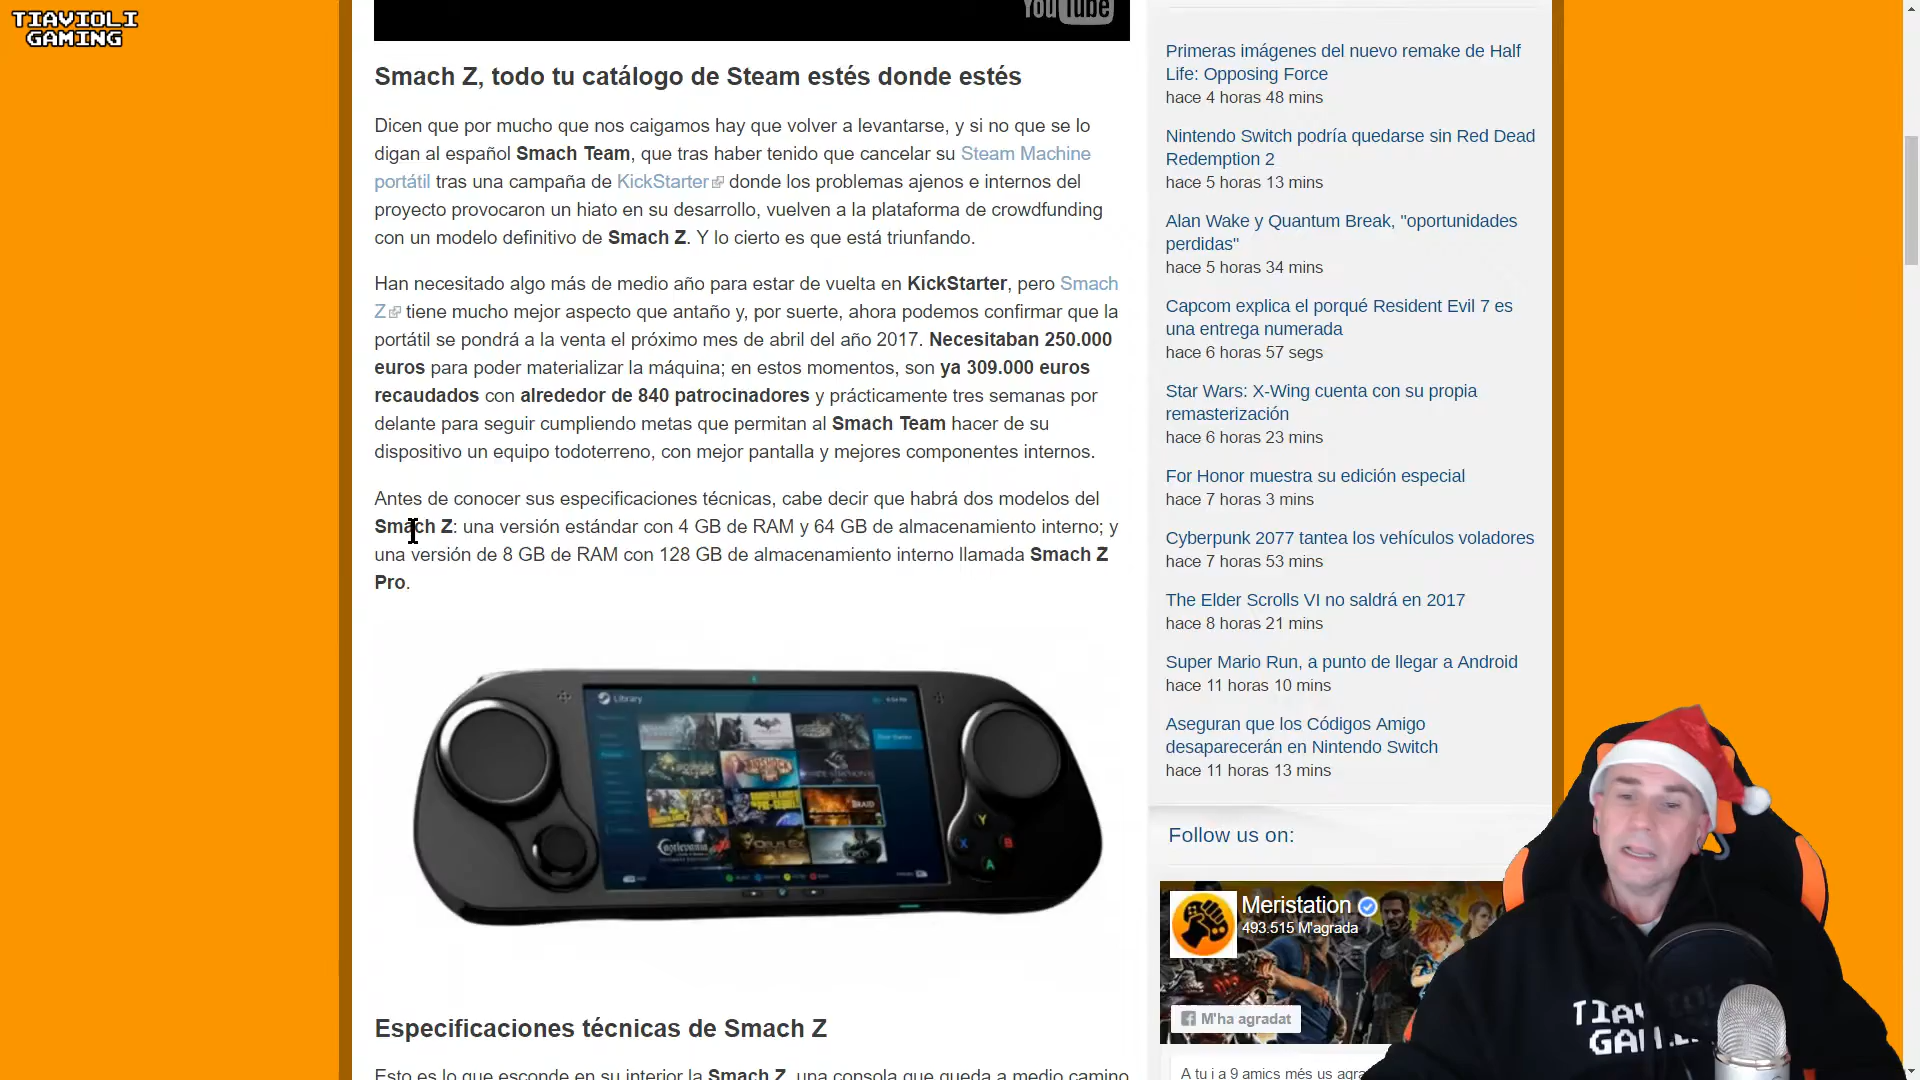 TIAVIOLI
GAMING
YouTube
Smach Z, todo tu catálogo de Steam estés donde estés
Dicen que por mucho que nos caigamos hay que volver a levantarse, y si no que se lo
digan al español Smach Team, que tras haber tenido que cancelar su Steam Machine
portátil tras una campaña de KickStarter donde los problemas ajenos e internos del
proyecto provocaron un hiato en su desarrollo, vuelven a la plataforma de crowdfunding
con un modelo definitivo de Smach Z. Y lo cierto es que está triunfando.
Han necesitado algo más de medio año para estar de vuelta en KickStarter, pero Smach
Z tiene mucho mejor aspecto que antaño y, por suerte, ahora podemos confirmar que la
portátil se pondrá a la venta el próximo mes de abril del año 2017. Necesitaban 250.000
euros para poder materializar la máquina; en estos momentos, son ya 309.000 euros
recaudados con alrededor de 840 patrocinadores y prácticamente tres semanas por
delante para seguir cumpliendo metas que permitan al Smach Team hacer de su
dispositivo un equipo todoterreno, con mejor pantalla y mejores componentes internos.
Antes de conocer sus especificaciones técnicas, cabe decir que habrá dos modelos del
Smach Z: una versión estándar con 4 GB de RAM y 64 GB de almacenamiento interno; y
una versión de 8 GB de RAM con 128 GB de almacenamiento interno llamada Smach Z
Pro.
Library
BRAID
Castlevania
DEUS EX
Y
X
B
A
Especificaciones técnicas de Smach Z
Esto es lo que esconde en su interior la Smach Z, una consola que queda a medio camino
Primeras imágenes del nuevo remake de Half
Life: Opposing Force
hace 4 horas 48 mins
Nintendo Switch podría quedarse sin Red Dead
Redemption 2
hace 5 horas 13 mins
Alan Wake y Quantum Break, "oportunidades
perdidas"
hace 5 horas 34 mins
Capcom explica el porqué Resident Evil 7 es
una entrega numerada
hace 6 horas 57 segs
Star Wars: X-Wing cuenta con su propia
remasterización
hace 6 horas 23 mins
For Honor muestra su edición especial
hace 7 horas 3 mins
Cyberpunk 2077 tantea los vehículos voladores
hace 7 horas 53 mins
The Elder Scrolls VI no saldrá en 2017
hace 8 horas 21 mins
Super Mario Run, a punto de llegar a Android
hace 11 horas 10 mins
Aseguran que los Códigos Amigo
desaparecerán en Nintendo Switch
hace 11 horas 13 mins
Follow us on:
Meristation
493.515 M'agrada
M'ha agradat
A tu i a 9 amics més us agra